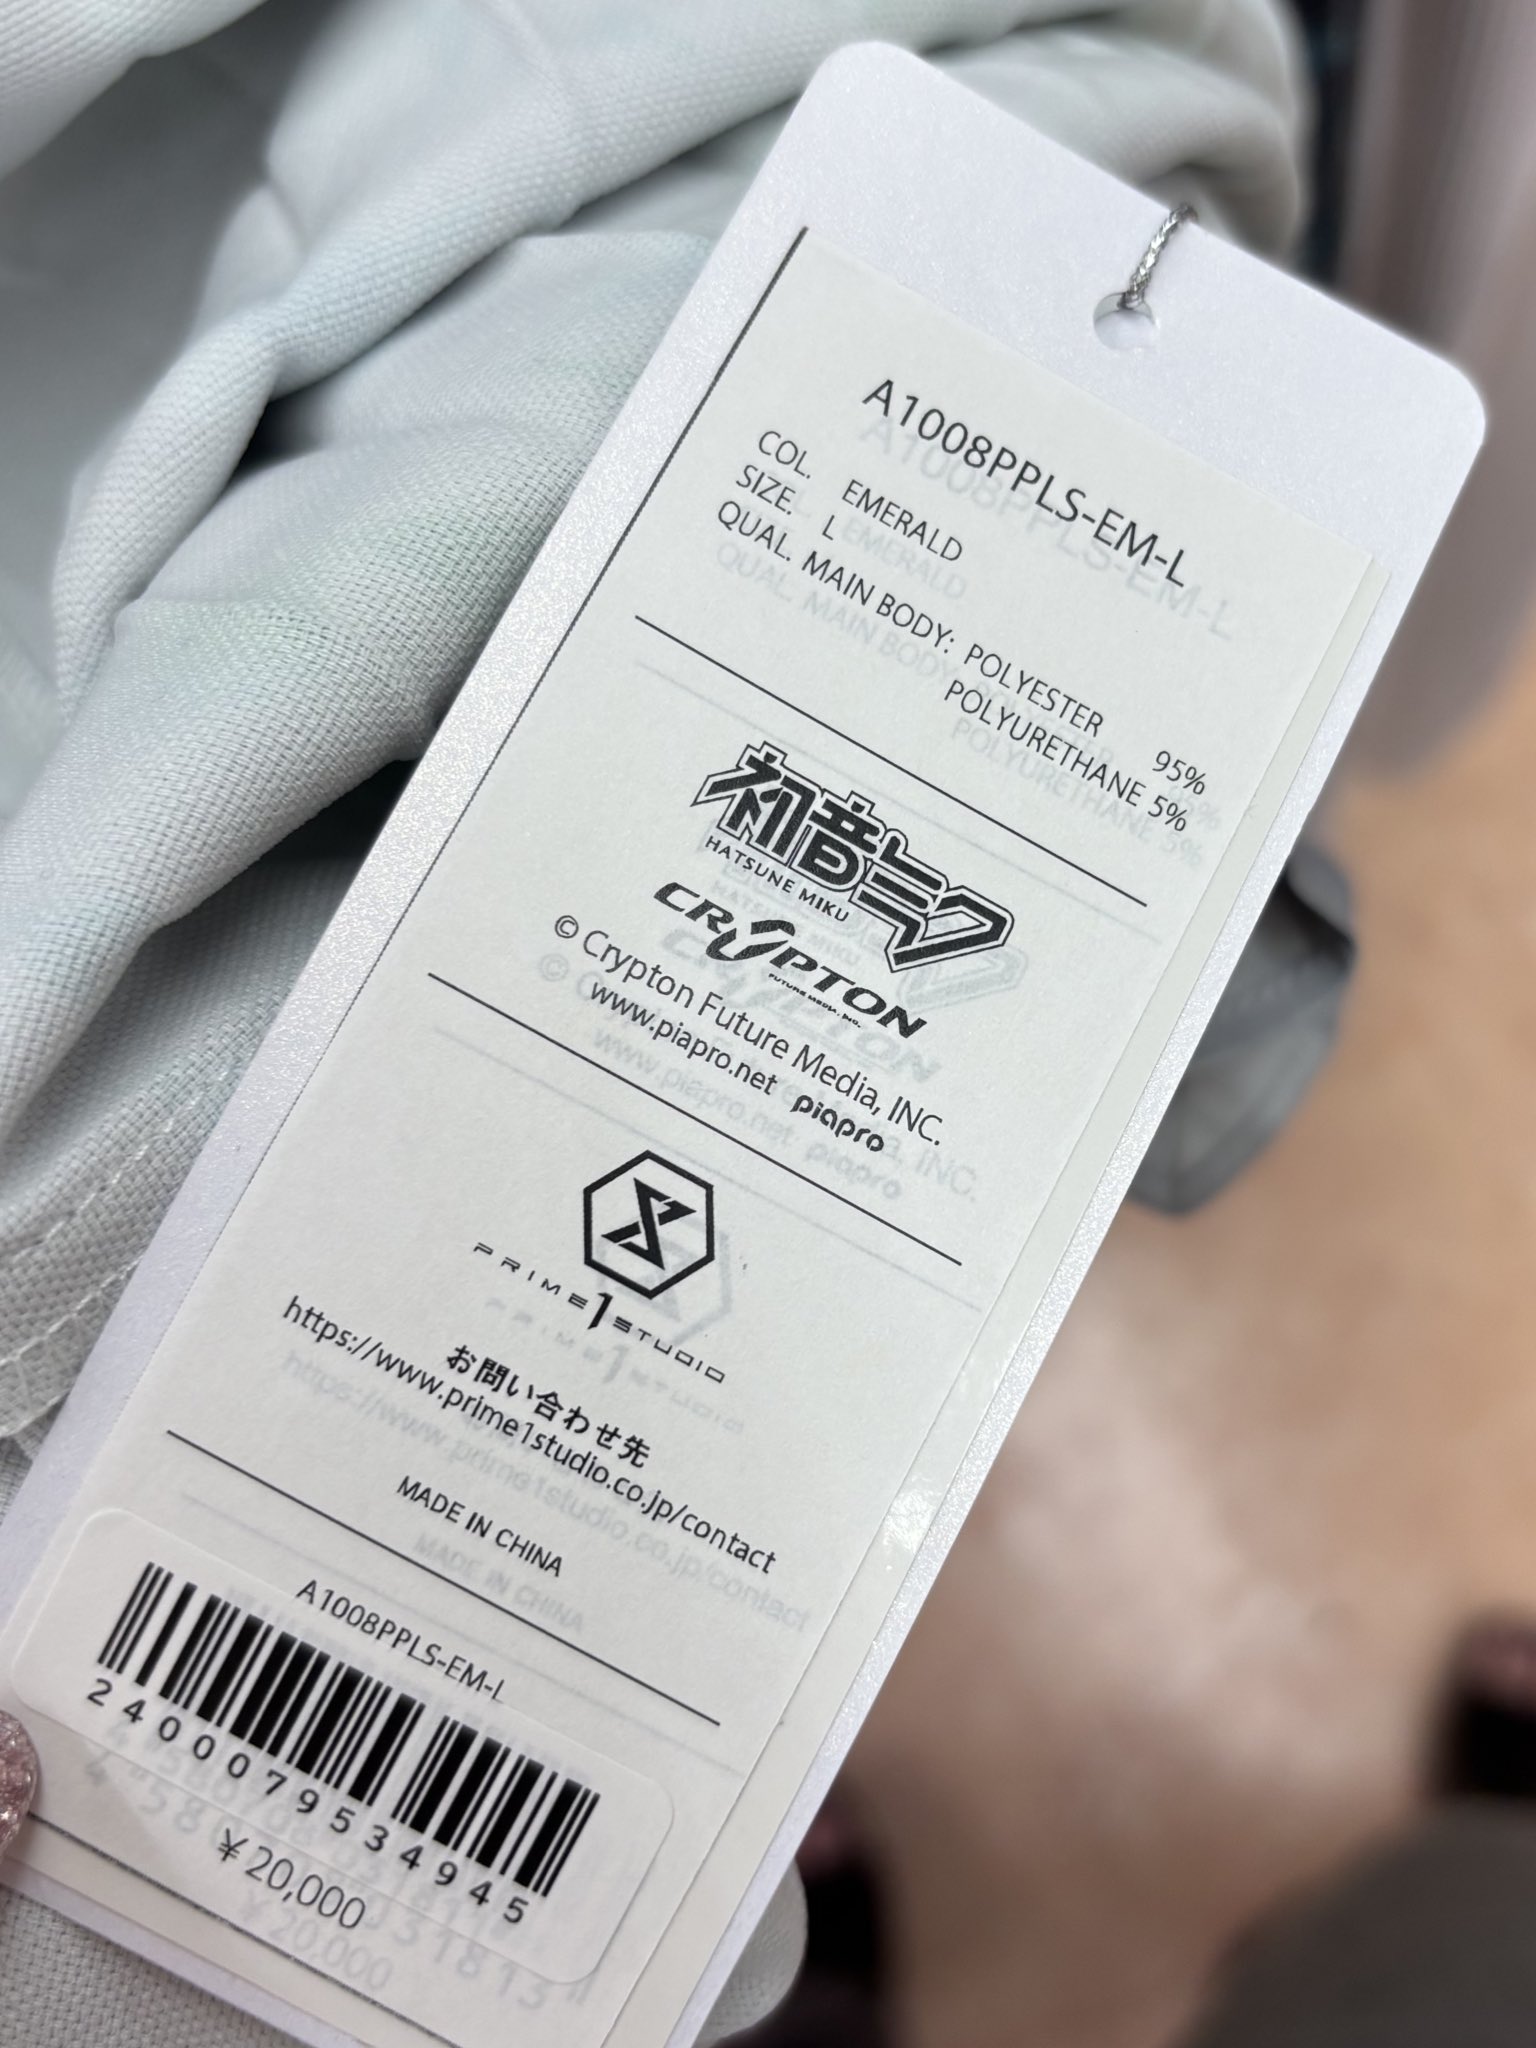 A1008PPLS-EM-L
COL. EMERALD
SIZE. L
QUAL. MAIN BODY: POLYESTER 95%
POLYURETHANE 5%
初音ミク
HATSUNE MIKU
CRYPTON
FUTURE MEDIA, INC.
© Crypton Future Media, INC.
www.piapro.net piapro
PRIME 1 STUDIO
お問い合わせ先
https://www.prime1studio.co.jp/contact
MADE IN CHINA
A1008PPLS-EM-L
2400079534945
¥20,000